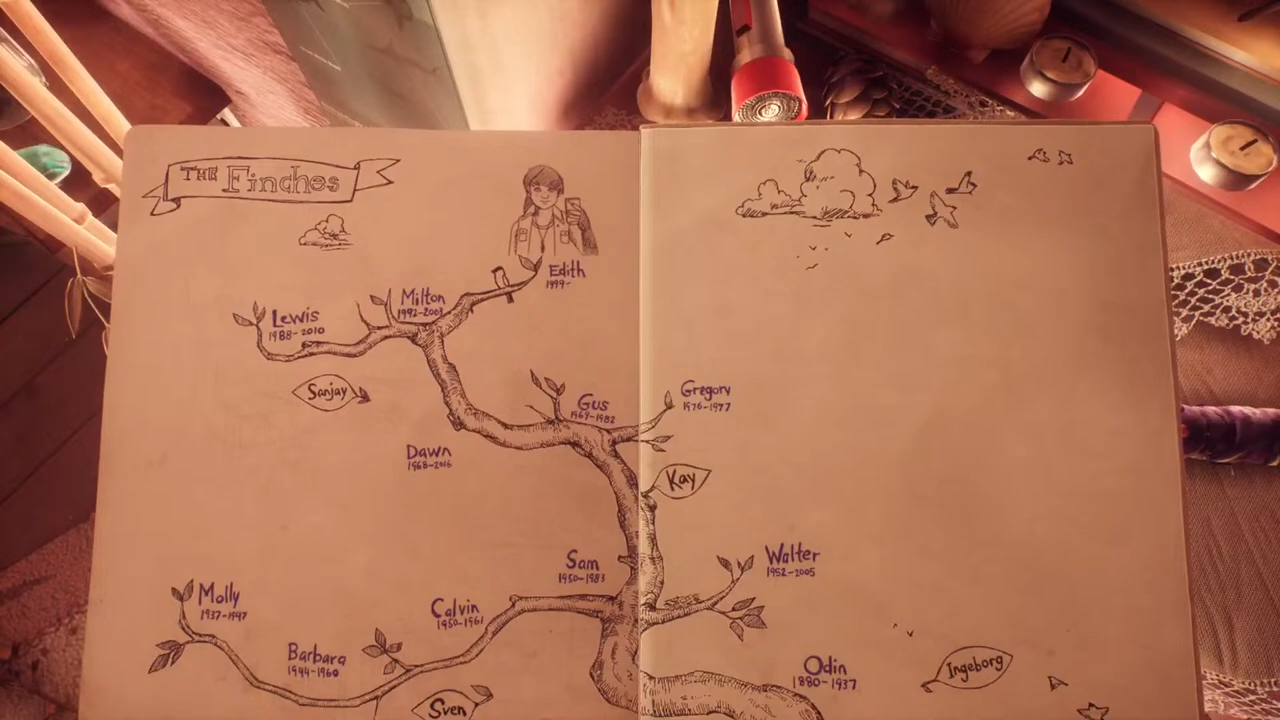 THE Finches
Edith
1999-
Milton
1992-2003
Lewis
1988-2010
Sanjay
Gregory
1976-1977
Gus
1969-1982
Dawn
1968-2016
Kay
Walter
1952-2005
Sam
1950-1983
Molly
1937-1947
Calvin
1950-1961
Barbara
1944-1960
Odin
1880-1937
Ingeborg
Sven